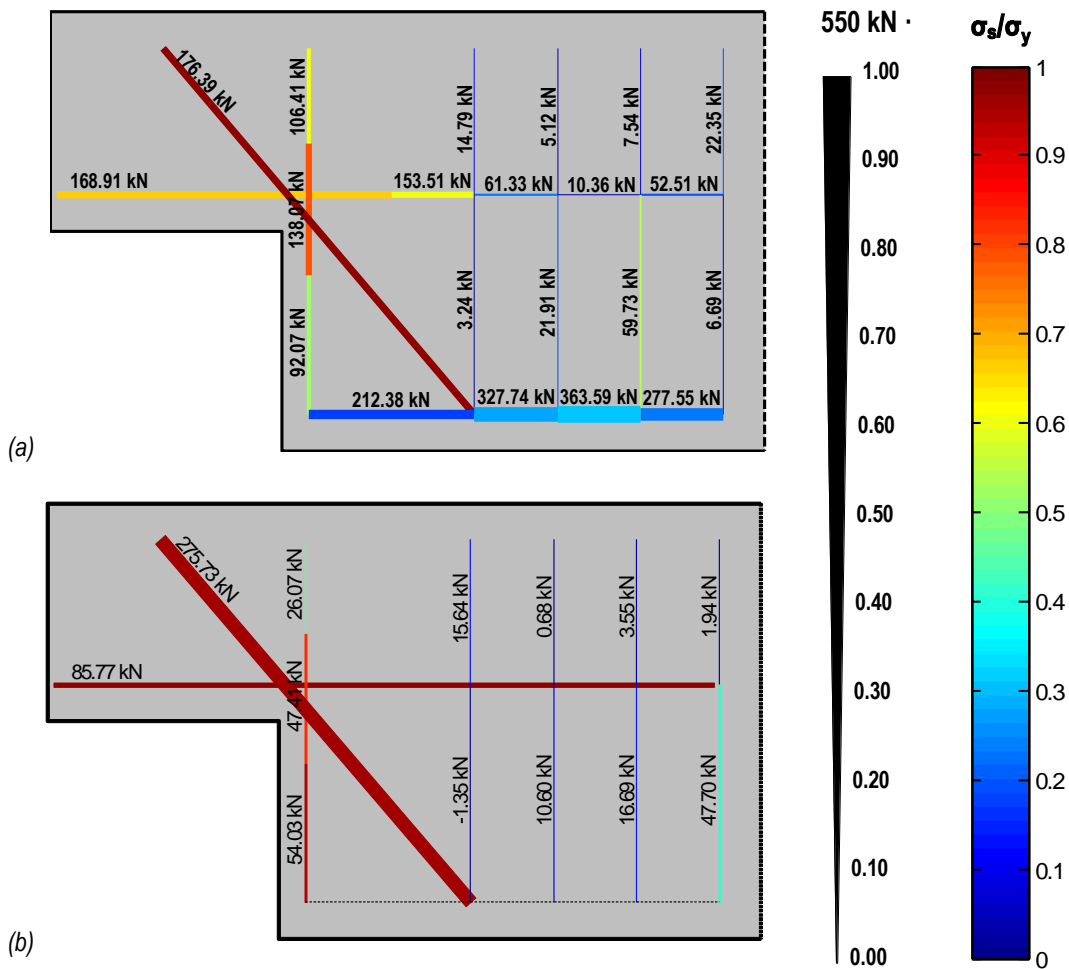 176.39 kN
106.41 kN
138.07 kN
92.07 kN
168.91 kN
153.51 kN
61.33 kN
10.36 kN
52.51 kN
14.79 kN
5.12 kN
7.54 kN
22.35 kN
3.24 kN
21.91 kN
59.73 kN
6.69 kN
212.38 kN
327.74 kN
363.59 kN
277.55 kN
(a)
275.73 kN
26.07 kN
47.41 kN
54.03 kN
85.77 kN
15.64 kN
0.68 kN
3.55 kN
1.94 kN
-1.35 kN
10.60 kN
16.69 kN
47.70 kN
(b)
550 kN ·
1.00
0.90
0.80
0.70
0.60
0.50
0.40
0.30
0.20
0.10
0.00
σs/σy
1
0.9
0.8
0.7
0.6
0.5
0.4
0.3
0.2
0.1
0